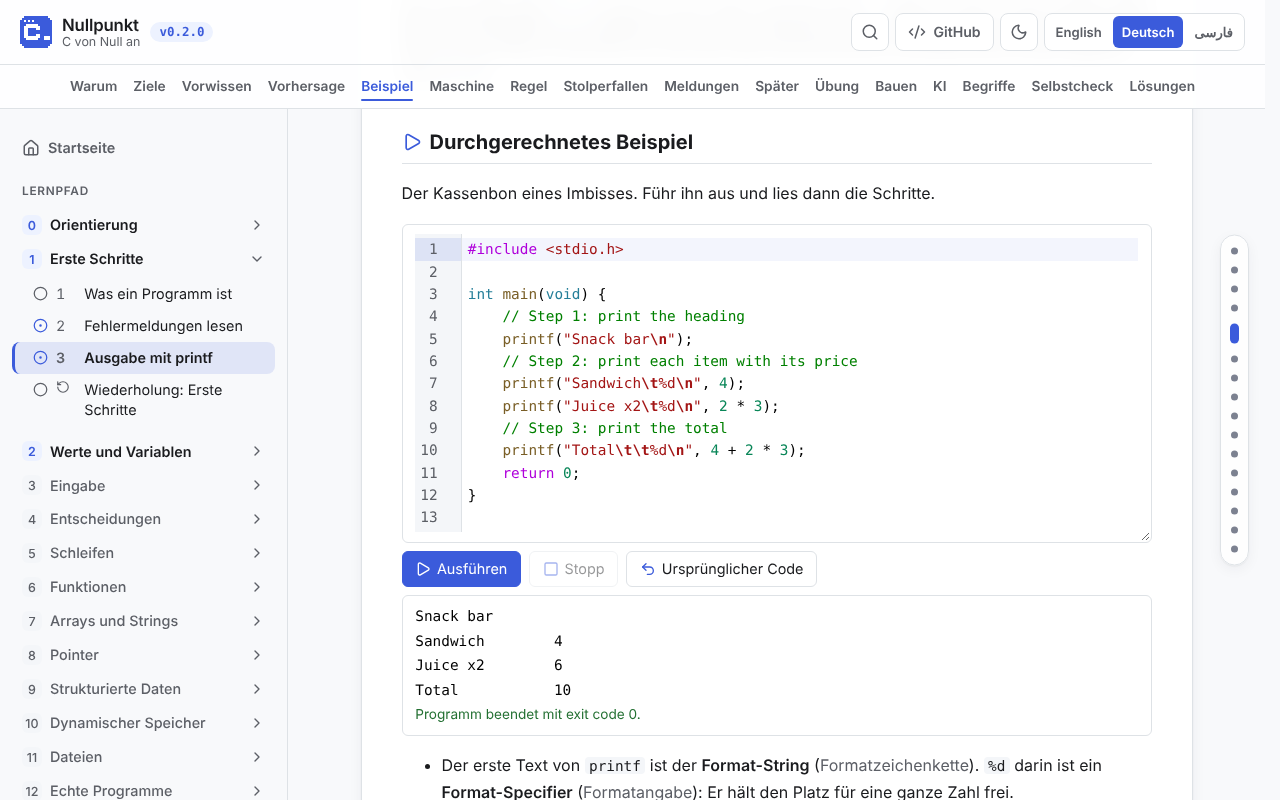 Nullpunkt
C von Null an
v0.2.0
GitHub
English
Deutsch
فارسی
Warum
Ziele
Vorwissen
Vorhersage
Beispiel
Maschine
Regel
Stolperfallen
Meldungen
Später
Übung
Bauen
KI
Begriffe
Selbstcheck
Lösungen
Startseite
LERNPFAD
0 Orientierung
1 Erste Schritte
1 Was ein Programm ist
2 Fehlermeldungen lesen
3 Ausgabe mit printf
Wiederholung: Erste
Schritte
2 Werte und Variablen
3 Eingabe
4 Entscheidungen
5 Schleifen
6 Funktionen
7 Arrays und Strings
8 Pointer
9 Strukturierte Daten
10 Dynamischer Speicher
11 Dateien
12 Echte Programme
Durchgerechnetes Beispiel
Der Kassenbon eines Imbisses. Führ ihn aus und lies dann die Schritte.
1 #include <stdio.h>
2
3 int main(void) {
4     // Step 1: print the heading
5     printf("Snack bar\n");
6     // Step 2: print each item with its price
7     printf("Sandwich\t%d\n", 4);
8     printf("Juice x2\t%d\n", 2 * 3);
9     // Step 3: print the total
10     printf("Total\t\t%d\n", 4 + 2 * 3);
11     return 0;
12 }
13
Ausführen
Stopp
Ursprünglicher Code
Snack bar
Sandwich 4
Juice x2 6
Total 10
Programm beendet mit exit code 0.
• Der erste Text von printf ist der Format-String (Formatzeichenkette). %d darin ist ein
Format-Specifier (Formatangabe): Er hält den Platz für eine ganze Zahl frei.